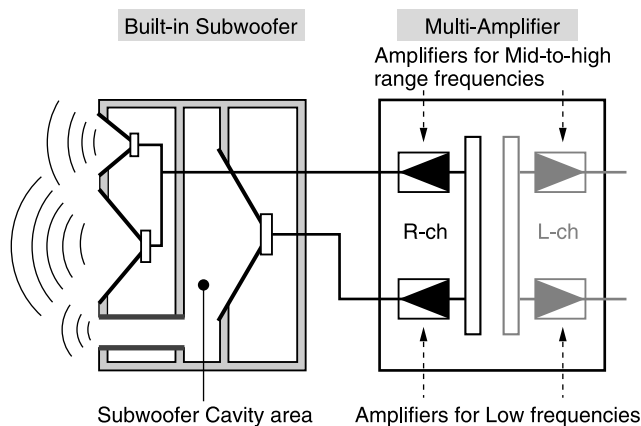 Built-in Subwoofer
Multi-Amplifier
Amplifiers for Mid-to-high
range frequencies
R-ch
L-ch
Subwoofer Cavity area
Amplifiers for Low frequencies